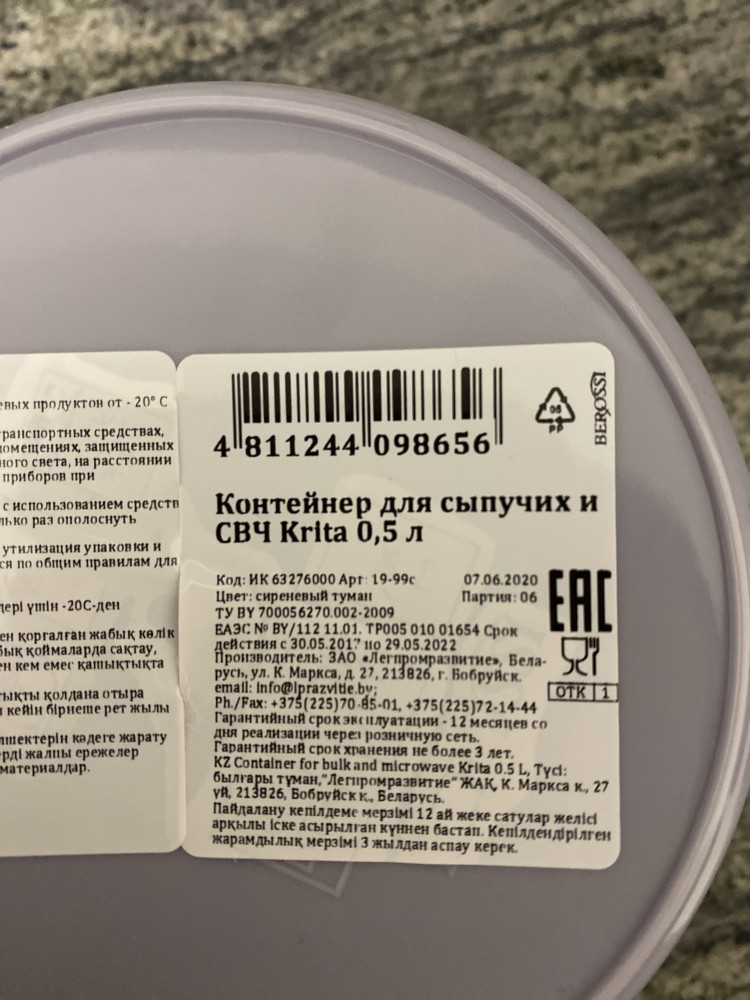 евых продуктов от - 20° С
транспортных средствах,
помещениях, защищенных
ного света, на расстоянии
приборов при
с использованием средств
лько раз ополоснуть
утилизация упаковки и
ся по общим правилам для
дері үшін -20С-ден
ен қорғалған жабық көлік
ық қоймаларда сақтау,
ен кем емес қашықтықта
тықты қолдана отыра
кейін бірнеше рет жылы
лшектерін кәдеге жарату
ерді жалпы ережелер
материалдар.
4 811244 098656
06
PP
BEROSSI
Контейнер для сыпучих и
СВЧ Krita 0,5 л
Код: ИК 63276000 Арт 19-99с 07.06.2020
Цвет: сиреневый туман Партия: 06
ТУ BY 700056270.002-2009
ЕАЭС № BY/112 11.01. ТР005 010 01654 Срок
действия с 30.05.2017 по 29.05.2022
Производитель: ЗАО «Легпромразвитие», Бела-
русь, ул. К. Маркса, д. 27, 213826, г. Бобруйск.
email: info@lprazvitie.by;
Ph./Fax: +375(225)70-85-01, +375(225)72-14-44
Гарантийный срок эксплуатации - 12 месяцев со
дня реализации через розничную сеть.
Гарантийный срок хранения не более 3 лет.
KZ Container for bulk and microwave Krita 0.5 L, Түсі:
былғары тұман,"Легпромразвитие" ЖАҚ, К. Маркса к., 27
үй, 213826, Бобруйск к., Беларусь.
Пайдалану кепілдеме мерзімі 12 ай жеке сатулар желісі
арқылы іске асырылған күннен бастап. Кепілдендірілген
жарамдылық мерзімі 3 жылдан аспау керек.
EAC
ОТК 1